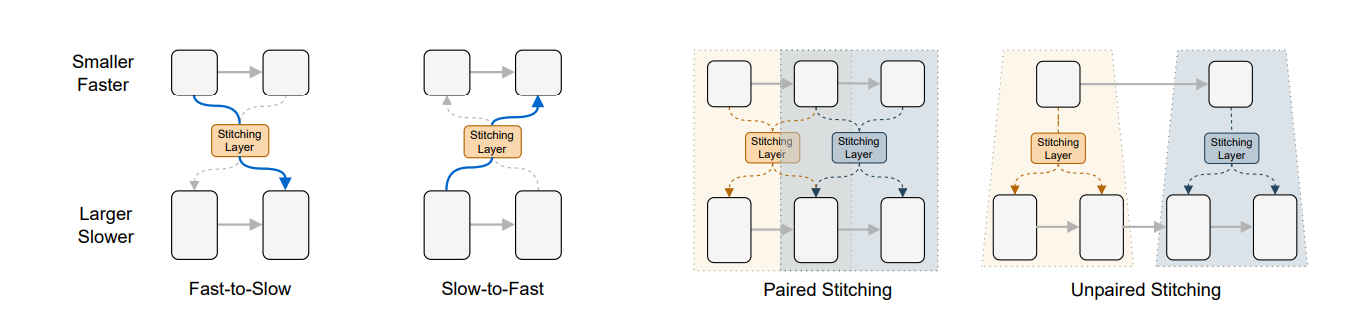 Smaller
Faster
Stitching
Layer
Larger
Slower
Fast-to-Slow
Stitching
Layer
Slow-to-Fast
Stitching
Layer
Stitching
Layer
Paired Stitching
Stitching
Layer
Stitching
Layer
Unpaired Stitching